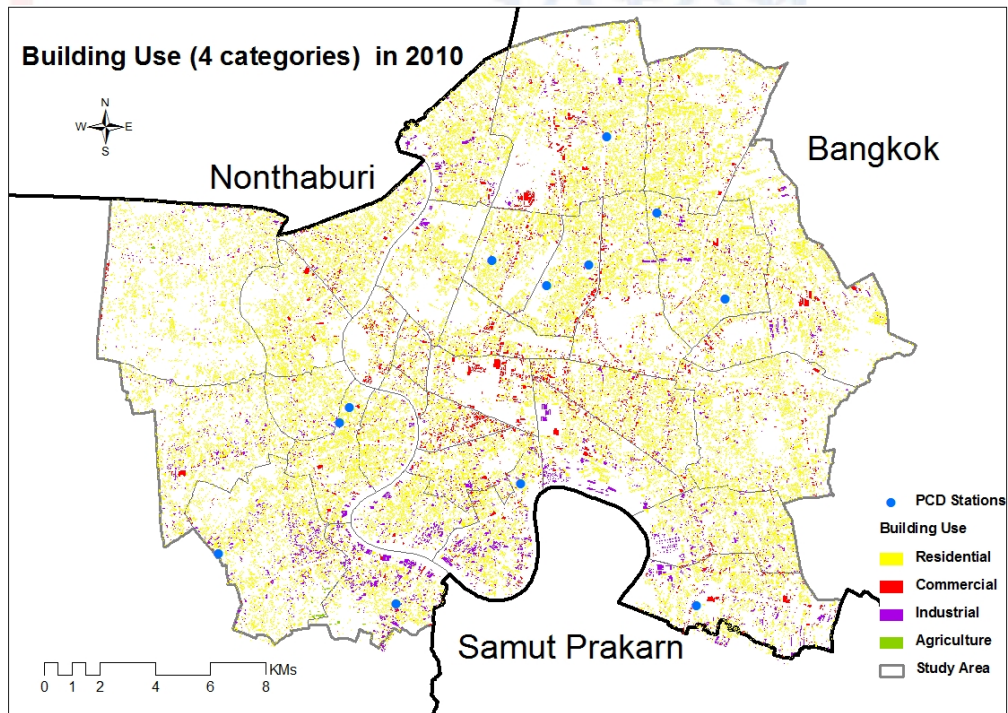 Building Use (4 categories) in 2010
N
W E
S
Nonthaburi
Bangkok
Samut Prakarn
PCD Stations
Building Use
Residential
Commercial
Industrial
Agriculture
Study Area
KMs
0 1 2 4 6 8